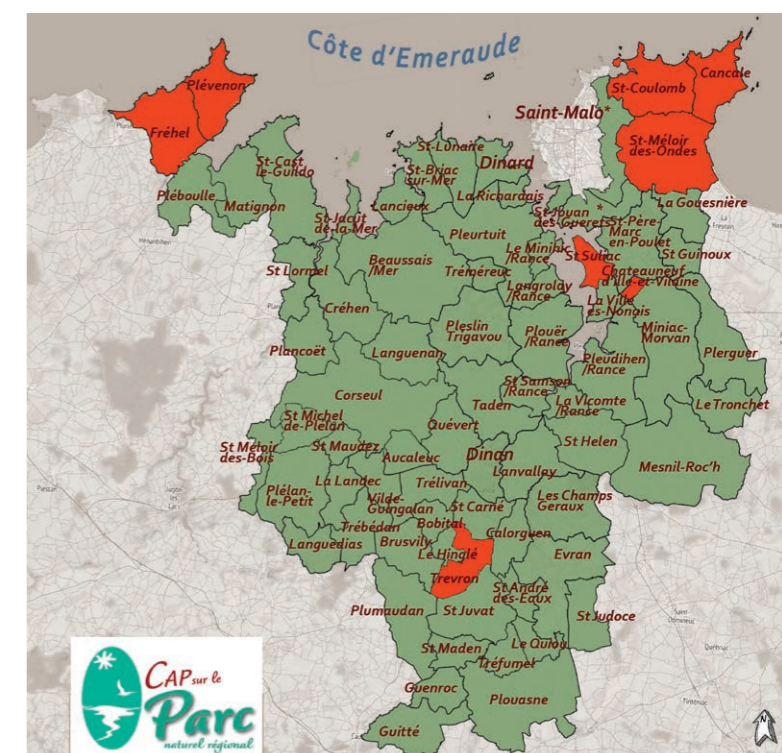 Côte d'Emeraude
Cancale
St-Coulomb
Plévenon
Saint-Malo*
Fréhel
St-Méloir
des-Ondes
St-Lunaire
Dinard
St-Cast
le-Guildo
St-Briac
sur-Mer
Pléboulle
La Richardais
La Gouesnière
Matignon
Lancieux
St-Jacut
de-la-Mer
St-Jouan *
des-Guerets
St-Père-
Marc
en-Poulet
Pleurtuit
Le Minihic
/Rance
St Suliac
St Guinoux
Beaussais
/Mer
St Lormel
Tréméreuc
Chateauneuf
d'Ille-et-Vilaine
Langrolay
/Rance
La Ville
es-Nonais
Créhen
Pleslin
Trigavou
Plouër
/Rance
Miniac-
Morvan
Plancoët
Languenan
Pleudihen
/Rance
Plerguer
St Samson
/Rance
Corseul
Taden
La Vicomte
/Rance
Le Tronchet
St Michel
de-Plelan
Quévert
St Méloir
des-Bois
St Maudez
St Helen
Aucaleuc
Dinan
Lanvallay
Mesnil-Roc'h
La Landec
Trélivan
Plélan-
le-Petit
Vilde-
Guingalan
St Carné
Les Champs
Geraux
Trébédan
Bobital
Calorguen
Languedias
Brusvily
Le Hinglé
Evran
Trevron
St André
des-Eaux
Plumaudan
St Juvat
St Judoce
St Maden
Le Quiou
Tréfumel
Guenroc
Plouasne
Guitté
CAP sur le
Parc
naturel régional
N